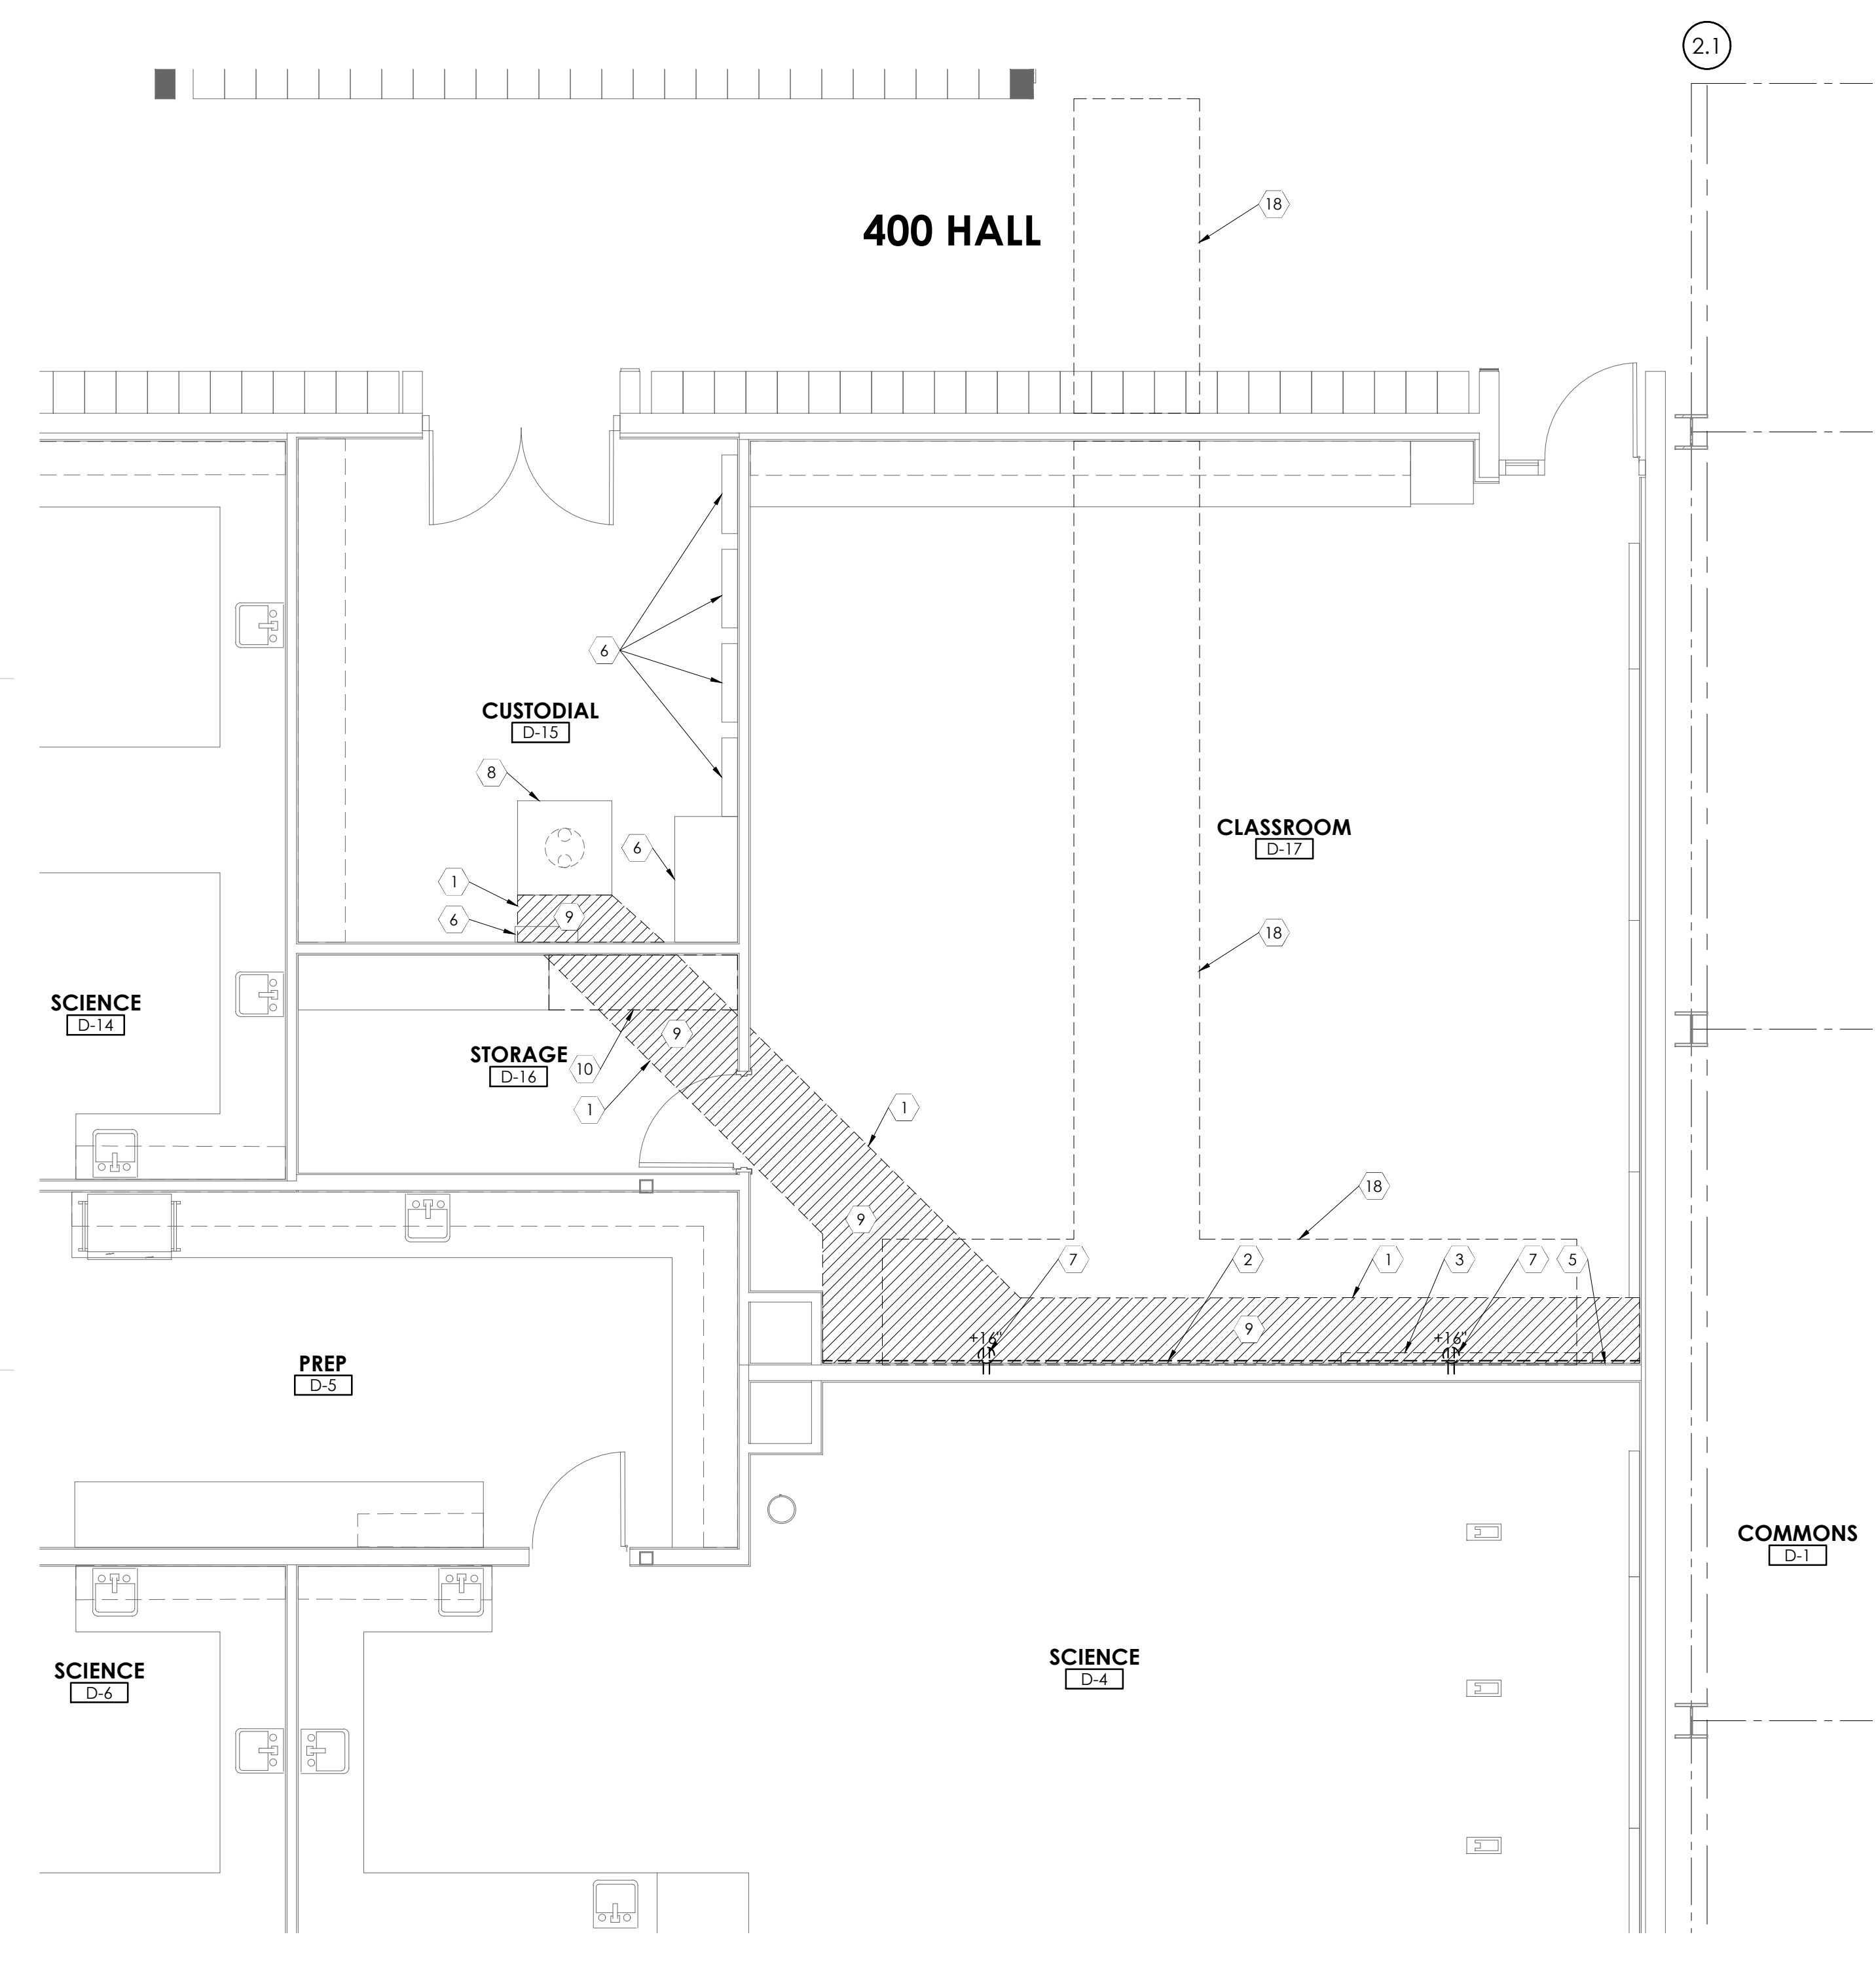 2.1
18
400 HALL
6
CUSTODIAL
D-15
8
CLASSROOM
D-17
6
1
9
6
18
SCIENCE
D-14
9
STORAGE
D-16
10
1
1
18
9
7
2
1
3
7
5
9
+16"
+16"
PREP
D-5
COMMONS
D-1
SCIENCE
D-4
SCIENCE
D-6